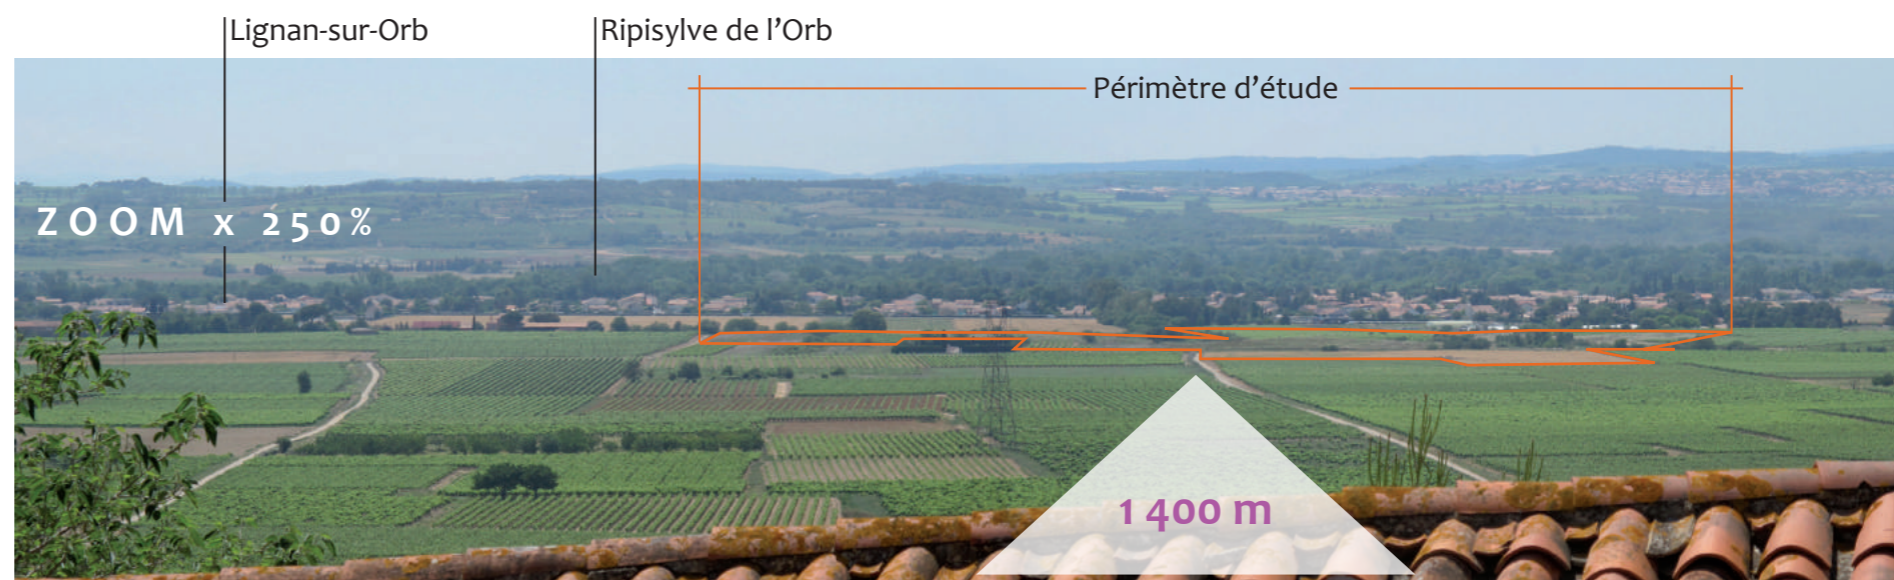 Lignan-sur-Orb
Ripisylve de l’Orb
Périmètre d’étude
ZOOM x 250%
1 400 m